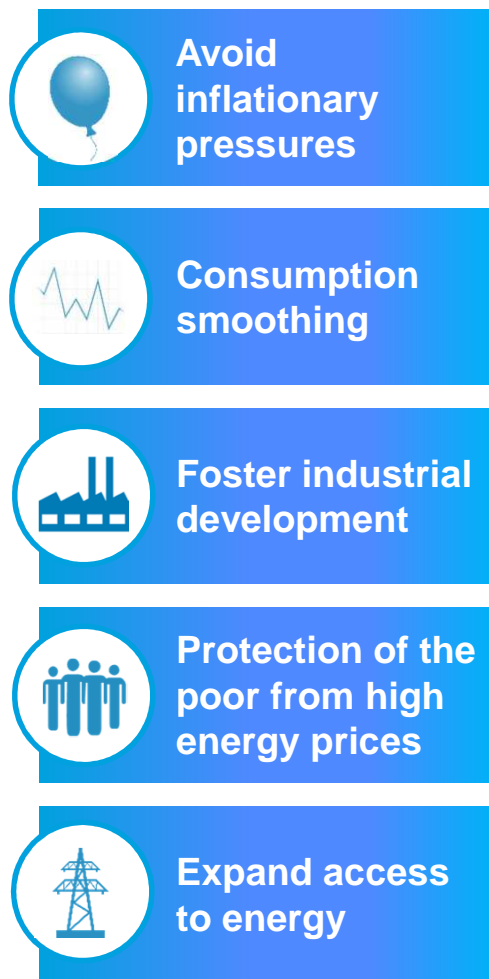 Avoid
inflationary
pressures
Consumption
smoothing
Foster industrial
development
Protection of the
poor from high
energy prices
Expand access
to energy